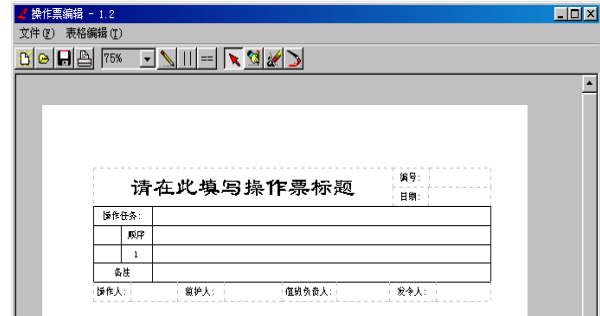 操作票编辑 - 1.2
文件(F) 表格编辑(T)
75%
请在此填写操作票标题
编号:
日期:
操作任务:
顺序
1
备注
操作人: 监护人: 值班负责人: 发令人: